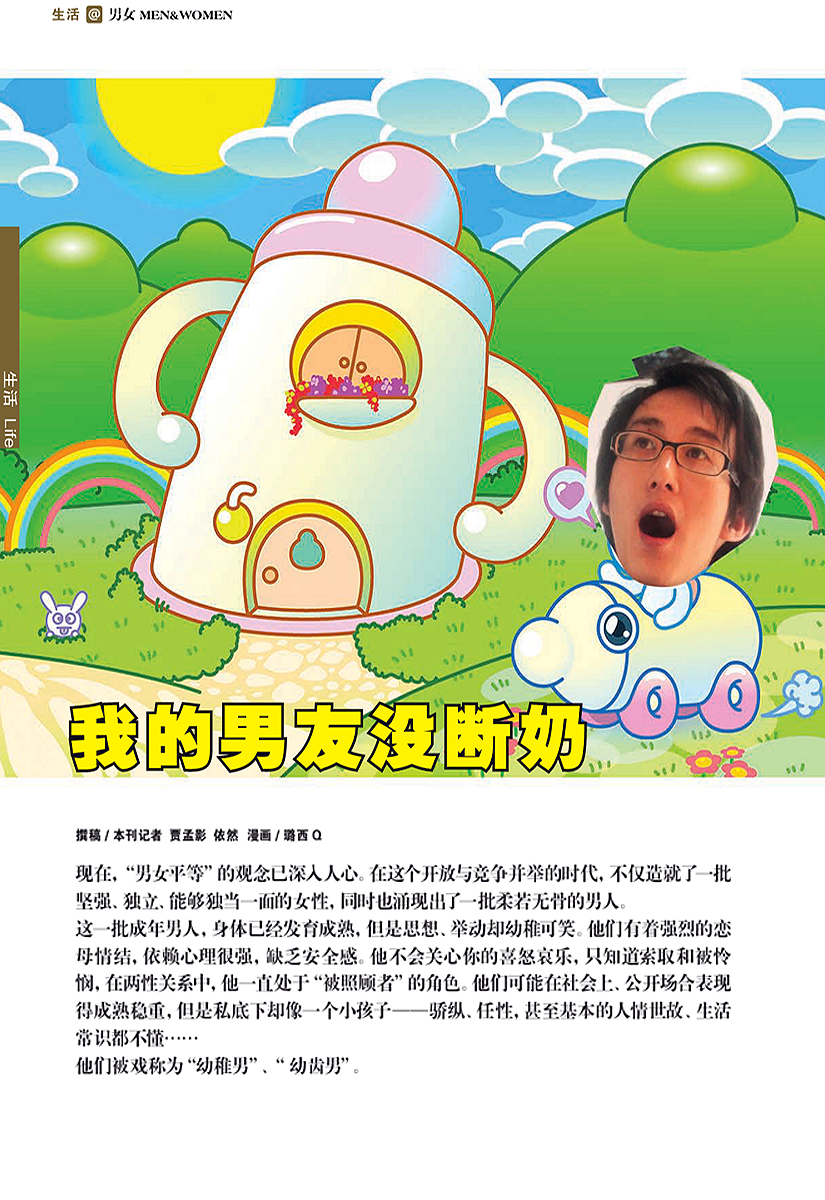 生活 @ 男女 MEN&WOMEN
生活 Life
我的男友没断奶
撰稿 / 本刊记者 贾孟影 依然 漫画 / 璐西Q
现在，“男女平等”的观念已深入人心。在这个开放与竞争并举的时代，不仅造就了一批
坚强、独立、能够独当一面的女性，同时也涌现出了一批柔若无骨的男人。
这一批成年男人，身体已经发育成熟，但是思想、举动却幼稚可笑。他们有着强烈的恋
母情结，依赖心理很强，缺乏安全感。他不会关心你的喜怒哀乐，只知道索取和被怜
悯，在两性关系中，他一直处于“被照顾者”的角色。他们可能在社会上、公开场合表现
得成熟稳重，但是私底下却像一个小孩子——骄纵、任性，甚至基本的人情世故、生活
常识都不懂……
他们被戏称为“幼稚男”、“幼齿男”。